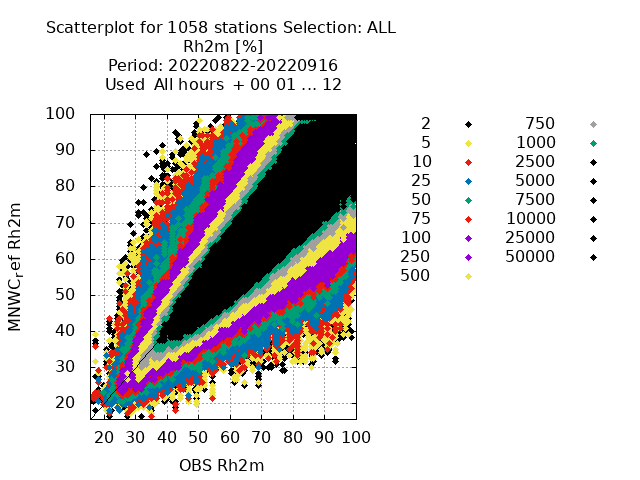 Scatterplot for 1058 stations Selection: ALL
Rh2m [%]
Period: 20220822-20220916
Used All hours + 00 01 ... 12
100
90
80
70
60
50
40
30
20
MNWC_ref Rh2m
20 30 40 50 60 70 80 90 100
OBS Rh2m
2 750
5 1000
10 2500
25 5000
50 7500
75 10000
100 25000
250 50000
500